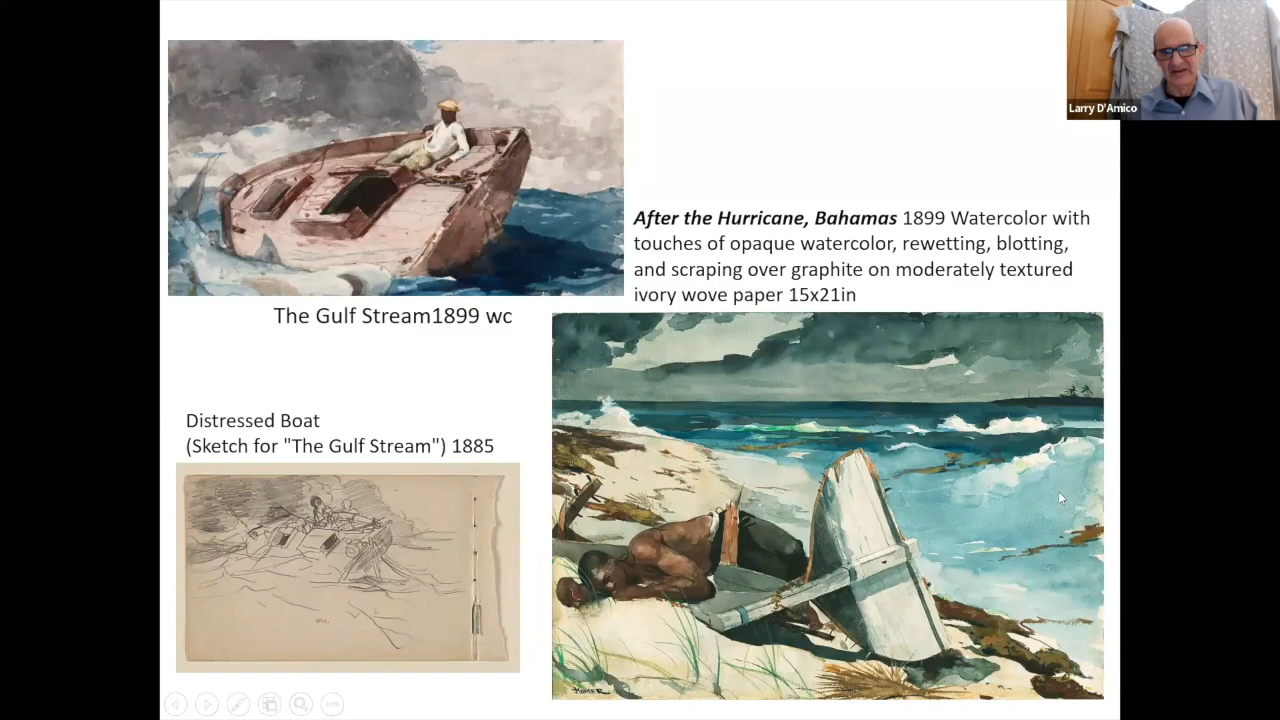 Larry D'Amico
After the Hurricane, Bahamas 1899 Watercolor with
touches of opaque watercolor, rewetting, blotting,
and scraping over graphite on moderately textured
ivory wove paper 15x21in
The Gulf Stream1899 wc
Distressed Boat
(Sketch for "The Gulf Stream") 1885
HOMER